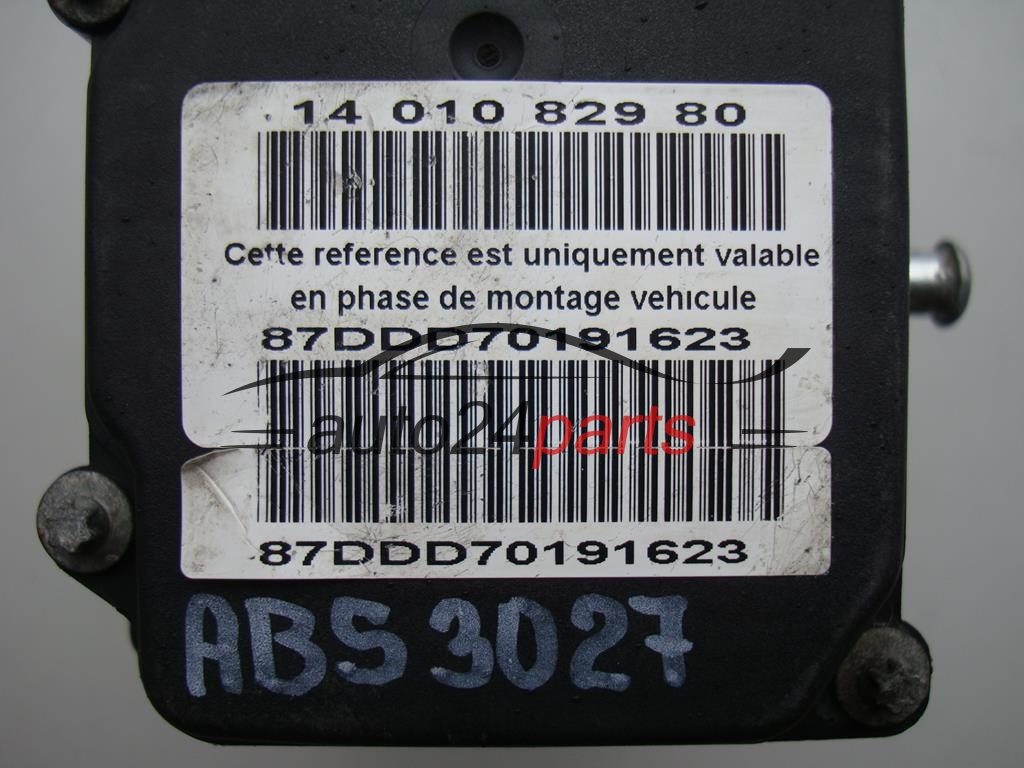 14 010 829 80
Cette reference est uniquement valable
en phase de montage vehicule
87DDD70191623
auto24parts
87DDD70191623
ABS 3027